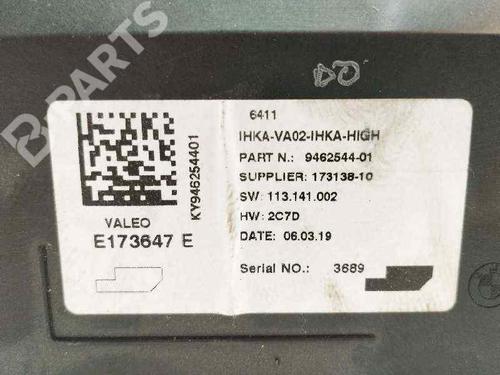 B-PARTS
DO
6411
IHKA-VA02-IHKA-HIGH
PART N.: 9462544-01
SUPPLIER: 173138-10
SW: 113.141.002
HW: 2C7D
DATE: 06.03.19
Serial NO.: 3689
KY946254401
VALEO
E173647 E